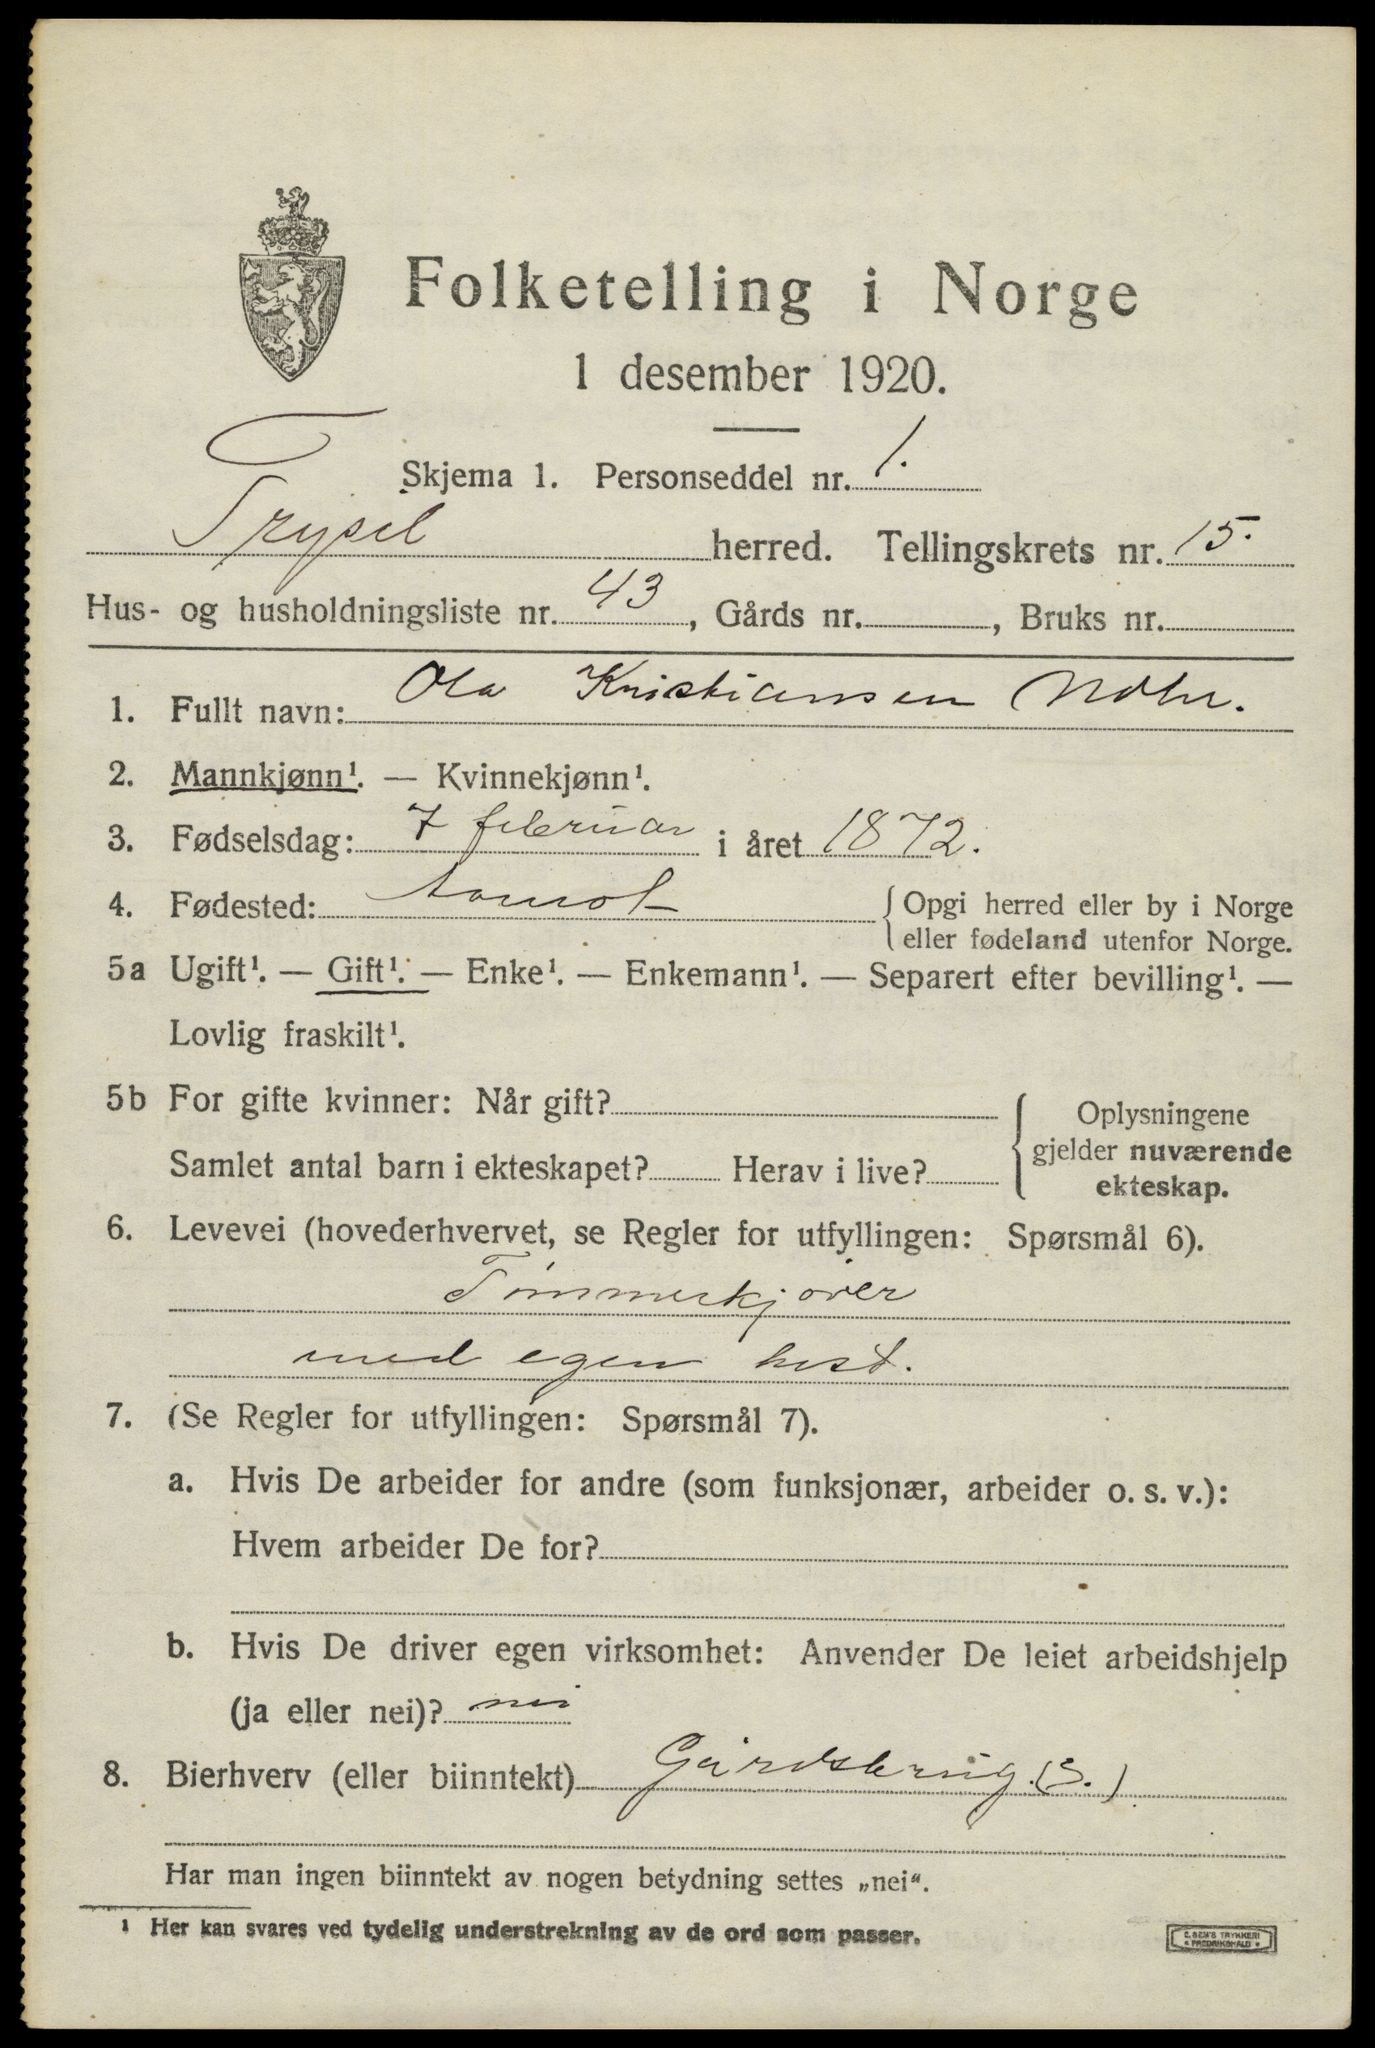 Folketelling i Norge
1 desember 1920.
Skjema 1. Personseddel nr. 1.
Trysil herred. Tellingskrets nr. 15.
Hus- og husholdningsliste nr. 43, Gårds nr. , Bruks nr.
1. Fullt navn: Ola Kristiansen
2. Mannkjønn¹. — Kvinnekjønn¹.
3. Fødselsdag: 7 februar i året 1872.
4. Fødested: Aamot { Opgi herred eller by i Norge
eller fødeland utenfor Norge.
5a Ugift¹. — Gift¹. — Enke¹. — Enkemann¹. — Separert efter bevilling¹. —
Lovlig fraskilt¹.
5b For gifte kvinner: Når gift? { Oplysningene
gjelder nuværende
Samlet antal barn i ekteskapet? Herav i live?
ekteskap.
6. Levevei (hovederhvervet, se Regler for utfyllingen: Spørsmål 6).
Tømmerkjører
med egen hest.
7. (Se Regler for utfyllingen: Spørsmål 7).
a. Hvis De arbeider for andre (som funksjonær, arbeider o. s. v.):
Hvem arbeider De for?
b. Hvis De driver egen virksomhet: Anvender De leiet arbeidshjelp
(ja eller nei)? nei
8. Bierhverv (eller biinntekt) Gårdsbrug. (S.)
Har man ingen biinntekt av nogen betydning settes „nei“.
¹ Her kan svares ved tydelig understrekning av de ord som passer.
E. SEM'S TRYKKERI
• FREDRIKSHALD •